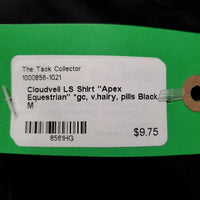 The Tack Collector
1000856-1021
Cloudveil LS Shirt "Apex
Equestrian" *gc, v.hairy, pills Black
M
8561HG
$9.75